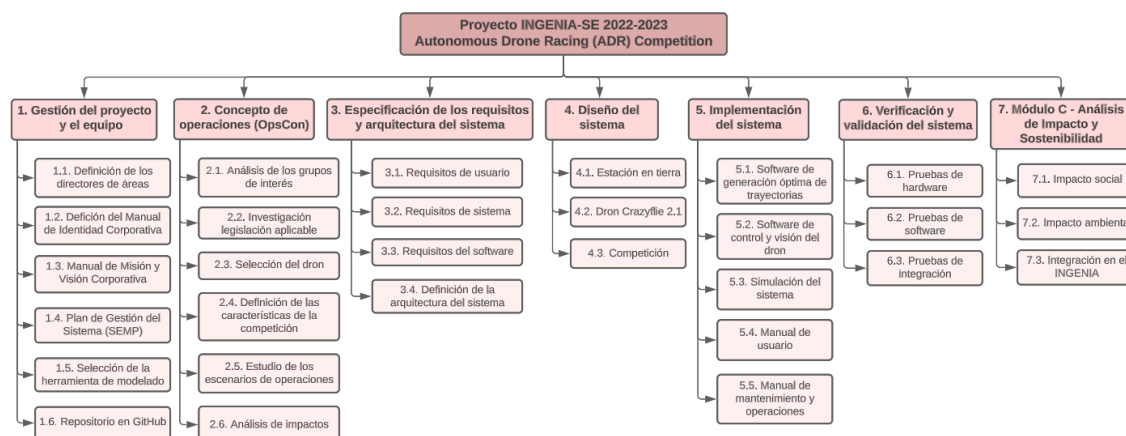 Proyecto INGENIA-SE 2022-2023
Autonomous Drone Racing (ADR) Competition
1. Gestión del proyecto
y el equipo
1.1. Definición de los
directores de áreas
1.2. Defición del Manual
de Identidad Corporativa
1.3. Manual de Misión y
Visión Corporativa
1.4. Plan de Gestión del
Sistema (SEMP)
1.5. Selección de la
herramienta de modelado
1.6. Repositorio en GitHub
2. Concepto de
operaciones (OpsCon)
2.1. Análisis de los grupos
de interés
2.2. Investigación
legislación aplicable
2.3. Selección del dron
2.4. Definición de las
características de la
competición
2.5. Estudio de los
escenarios de operaciones
2.6. Análisis de impactos
3. Especificación de los requisitos
y arquitectura del sistema
3.1. Requisitos de usuario
3.2. Requisitos de sistema
3.3. Requisitos del software
3.4. Definición de la
arquitectura del sistema
4. Diseño del
sistema
4.1. Estación en tierra
4.2. Dron Crazyflie 2.1
4.3. Competición
5. Implementación
del sistema
5.1. Software de
generación óptima de
trayectorias
5.2. Software de
control y visión del
dron
5.3. Simulación del
sistema
5.4. Manual de
usuario
5.5. Manual de
mantenimiento y
operaciones
6. Verificación y
validación del sistema
6.1. Pruebas de
hardware
6.2. Pruebas de
software
6.3. Pruebas de
integración
7. Módulo C - Análisis
de Impacto y
Sostenibilidad
7.1. Impacto social
7.2. Impacto ambienta
7.3. Integración en el
INGENIA